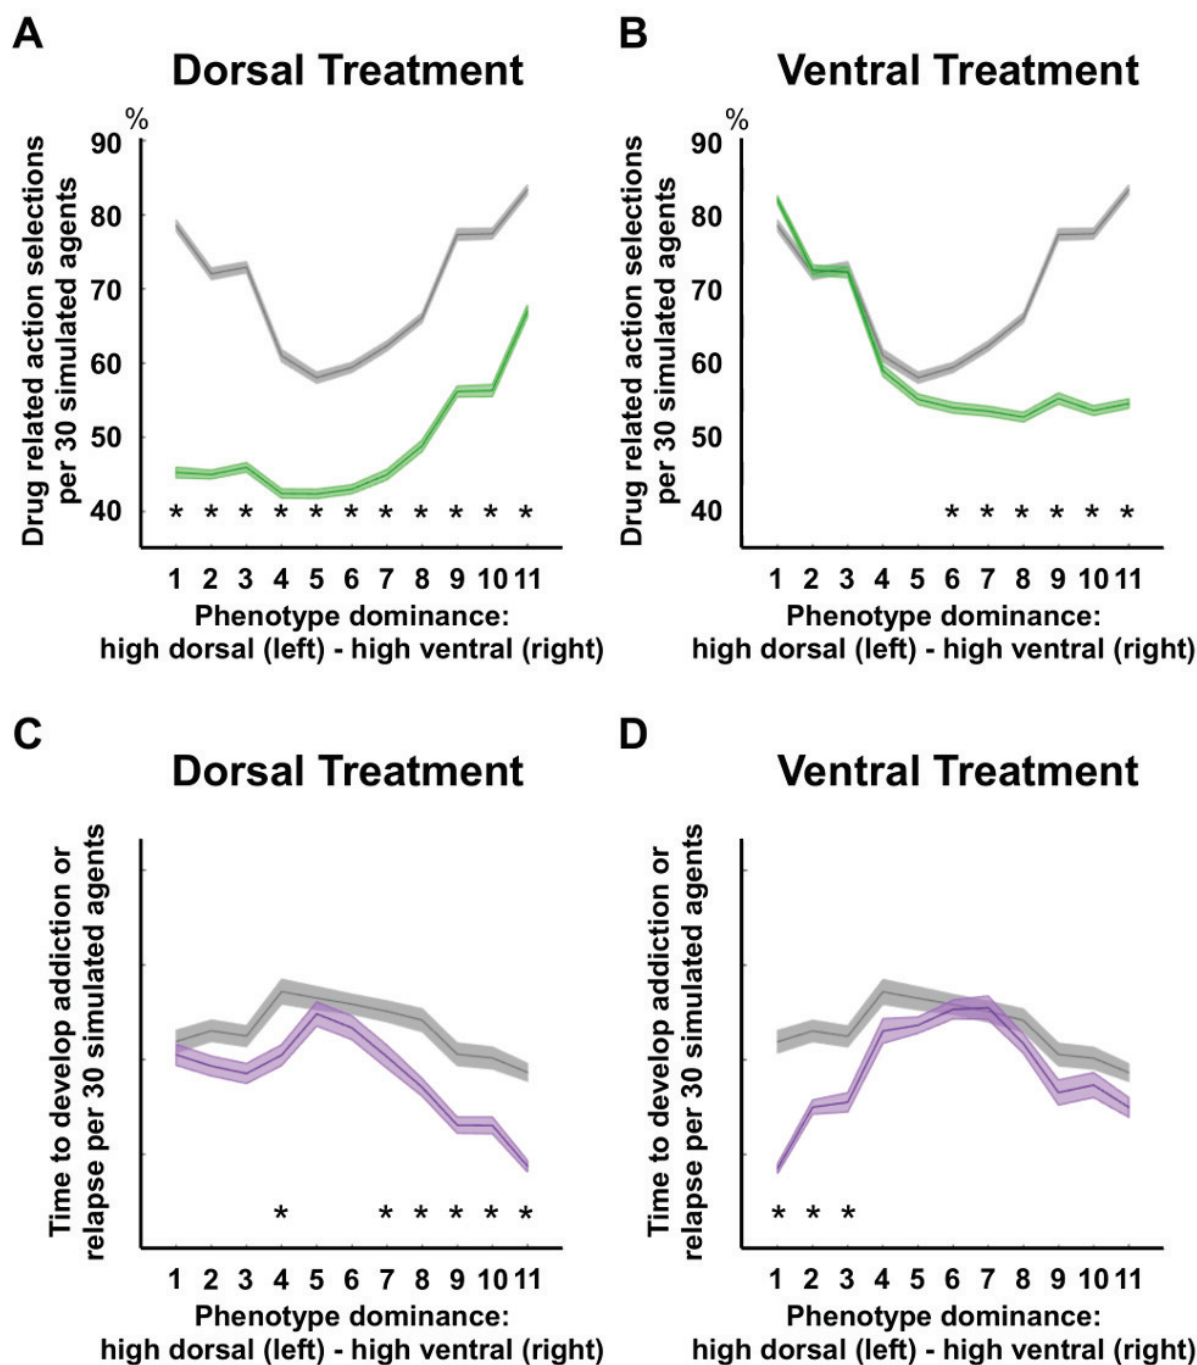 A
Dorsal Treatment
%
Drug related action selections
per 30 simulated agents
90
80
70
60
50
40
* * * * * * * * * * *
1 2 3 4 5 6 7 8 9 10 11
Phenotype dominance:
high dorsal (left) - high ventral (right)
B
Ventral Treatment
%
Drug related action selections
per 30 simulated agents
90
80
70
60
50
40
* * * * * *
1 2 3 4 5 6 7 8 9 10 11
Phenotype dominance:
high dorsal (left) - high ventral (right)
C
Dorsal Treatment
Time to develop addiction or
relapse per 30 simulated agents
* * * * * *
1 2 3 4 5 6 7 8 9 10 11
Phenotype dominance:
high dorsal (left) - high ventral (right)
D
Ventral Treatment
Time to develop addiction or
relapse per 30 simulated agents
* * *
1 2 3 4 5 6 7 8 9 10 11
Phenotype dominance:
high dorsal (left) - high ventral (right)